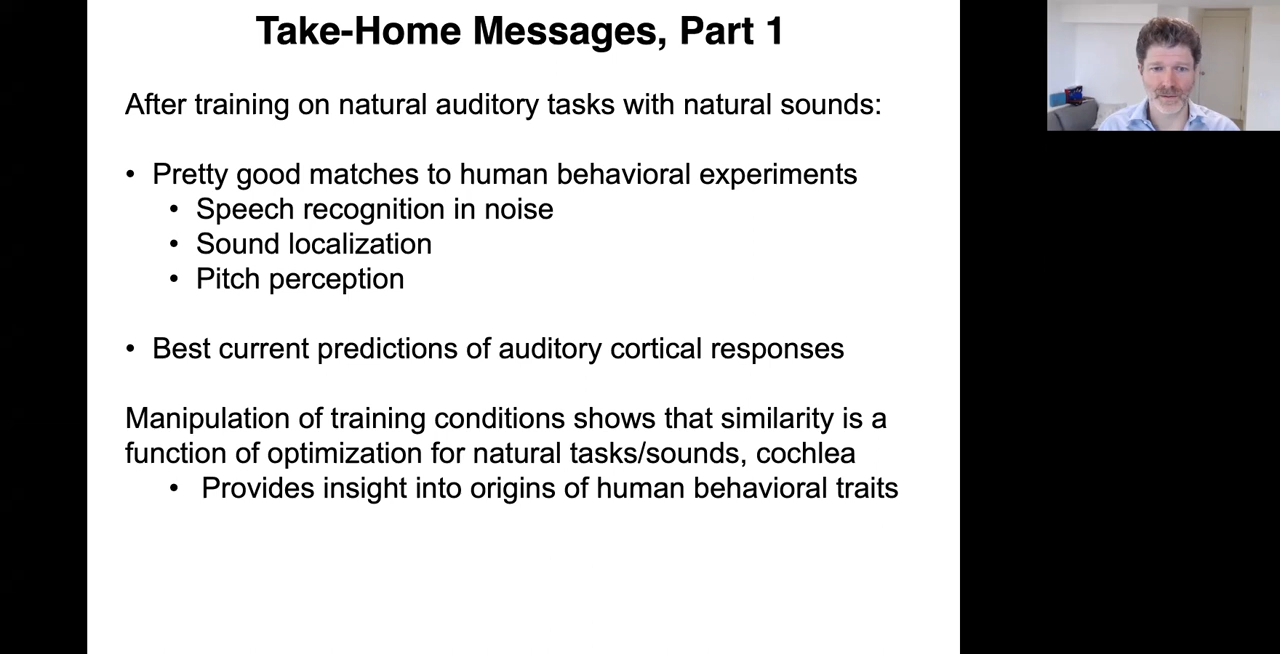 Take-Home Messages, Part 1
After training on natural auditory tasks with natural sounds:
• Pretty good matches to human behavioral experiments
• Speech recognition in noise
• Sound localization
• Pitch perception
• Best current predictions of auditory cortical responses
Manipulation of training conditions shows that similarity is a
function of optimization for natural tasks/sounds, cochlea
• Provides insight into origins of human behavioral traits